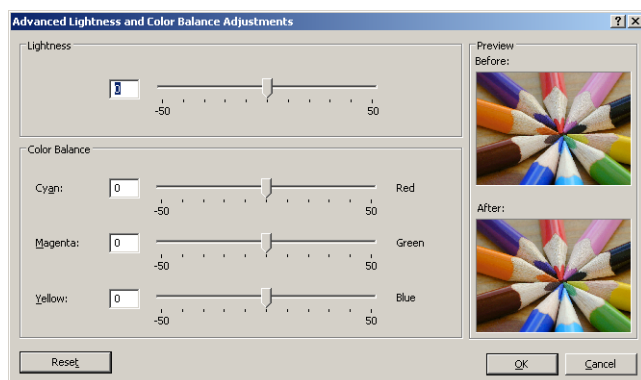 Advanced Lightness and Color Balance Adjustments
Lightness
0
-50 50
Color Balance
Cyan: 0 Red
-50 50
Magenta: 0 Green
-50 50
Yellow: 0 Blue
-50 50
Preview
Before:
After:
Reset
OK Cancel